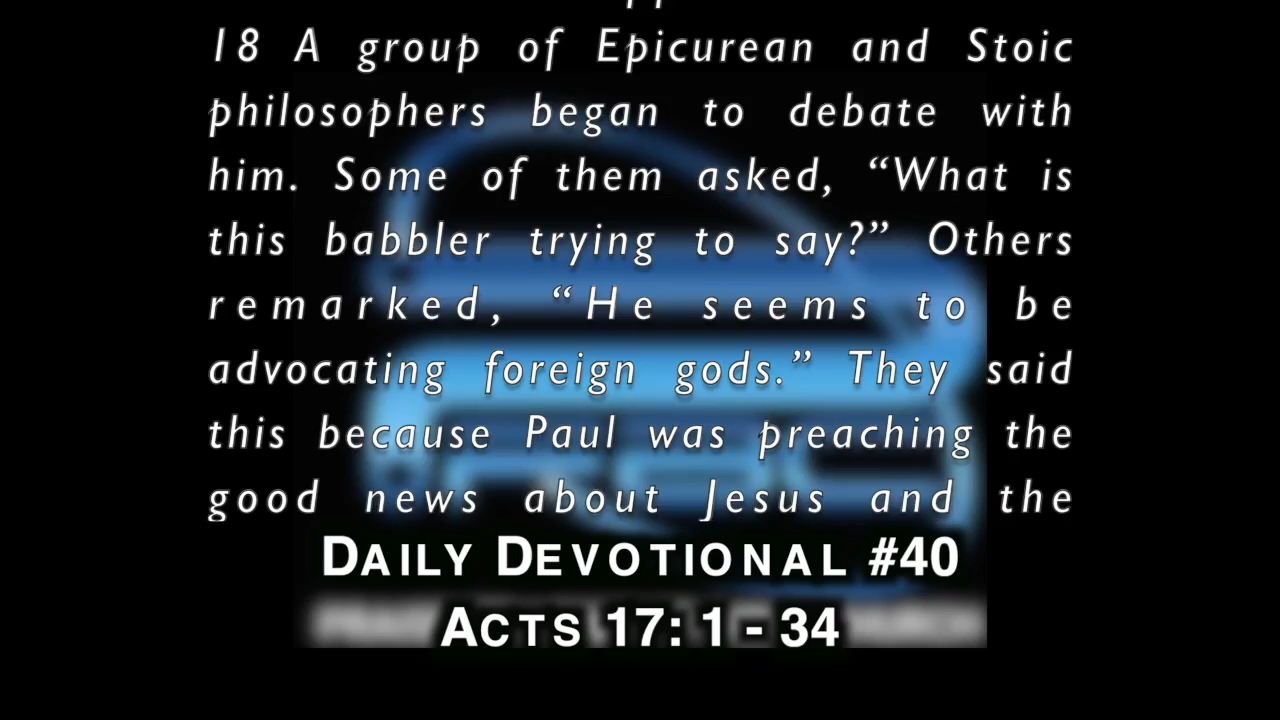 18 A group of Epicurean and Stoic
philosophers began to debate with
him. Some of them asked, “What is
this babbler trying to say?” Others
remarked, “He seems to be
advocating foreign gods.” They said
this because Paul was preaching the
good news about Jesus and the
DAILY DEVOTIONAL #40
ACTS 17: 1 - 34